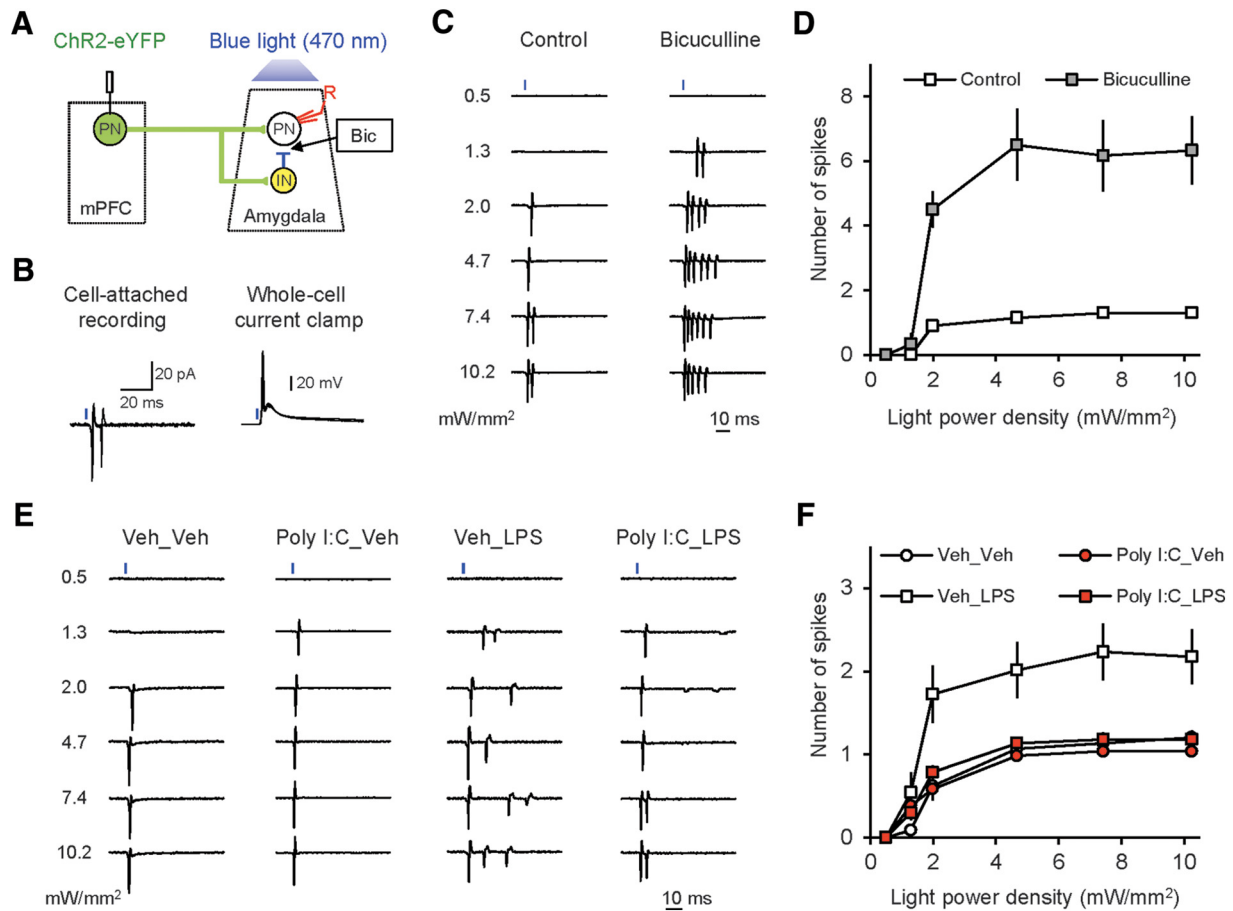 A
ChR2-eYFP
Blue light (470 nm)
R
PN
PN
Bic
IN
mPFC
Amygdala
B
Cell-attached
recording
Whole-cell
current clamp
20 pA
20 ms
20 mV
C
Control
Bicuculline
0.5
1.3
2.0
4.7
7.4
10.2
mW/mm²
10 ms
D
Control
Bicuculline
Number of spikes
8
6
4
2
0
0 2 4 6 8 10
Light power density (mW/mm²)
E
Veh_Veh
Poly I:C_Veh
Veh_LPS
Poly I:C_LPS
0.5
1.3
2.0
4.7
7.4
10.2
mW/mm²
10 ms
F
Veh_Veh
Poly I:C_Veh
Veh_LPS
Poly I:C_LPS
Number of spikes
3
2
1
0
0 2 4 6 8 10
Light power density (mW/mm²)